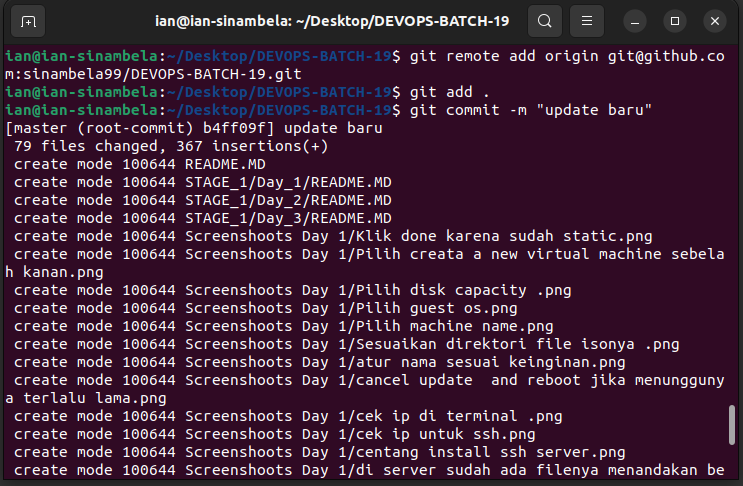 ian@ian-sinambela: ~/Desktop/DEVOPS-BATCH-19
ian@ian-sinambela:~/Desktop/DEVOPS-BATCH-19$ git remote add origin git@github.co
m:sinambela99/DEVOPS-BATCH-19.git
ian@ian-sinambela:~/Desktop/DEVOPS-BATCH-19$ git add .
ian@ian-sinambela:~/Desktop/DEVOPS-BATCH-19$ git commit -m "update baru"
[master (root-commit) b4ff09f] update baru
 79 files changed, 367 insertions(+)
 create mode 100644 README.MD
 create mode 100644 STAGE_1/Day_1/README.MD
 create mode 100644 STAGE_1/Day_2/README.MD
 create mode 100644 STAGE_1/Day_3/README.MD
 create mode 100644 Screenshoots Day 1/Klik done karena sudah static.png
 create mode 100644 Screenshoots Day 1/Pilih creata a new virtual machine sebela
h kanan.png
 create mode 100644 Screenshoots Day 1/Pilih disk capacity .png
 create mode 100644 Screenshoots Day 1/Pilih guest os.png
 create mode 100644 Screenshoots Day 1/Pilih machine name.png
 create mode 100644 Screenshoots Day 1/Sesuaikan direktori file isonya .png
 create mode 100644 Screenshoots Day 1/atur nama sesuai keinginan.png
 create mode 100644 Screenshoots Day 1/cancel update  and reboot jika menungguny
a terlalu lama.png
 create mode 100644 Screenshoots Day 1/cek ip di terminal .png
 create mode 100644 Screenshoots Day 1/cek ip untuk ssh.png
 create mode 100644 Screenshoots Day 1/centang install ssh server.png
 create mode 100644 Screenshoots Day 1/di server sudah ada filenya menandakan be